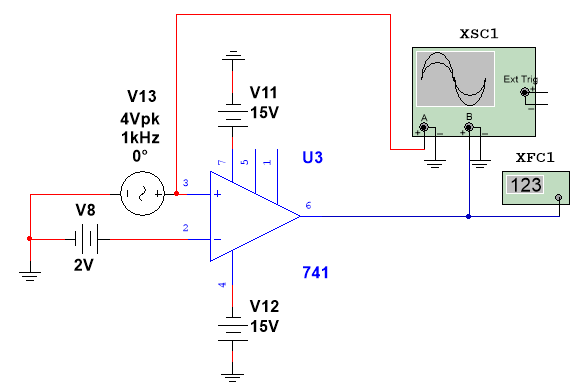 XSC1
Ext Trig
+
−
A
B
+
−
+
−
V13
4Vpk
1kHz
0°
V11
15V
U3
XFC1
123
7
5
1
3
−
+
+
6
V8
2
−
2V
741
4
V12
15V